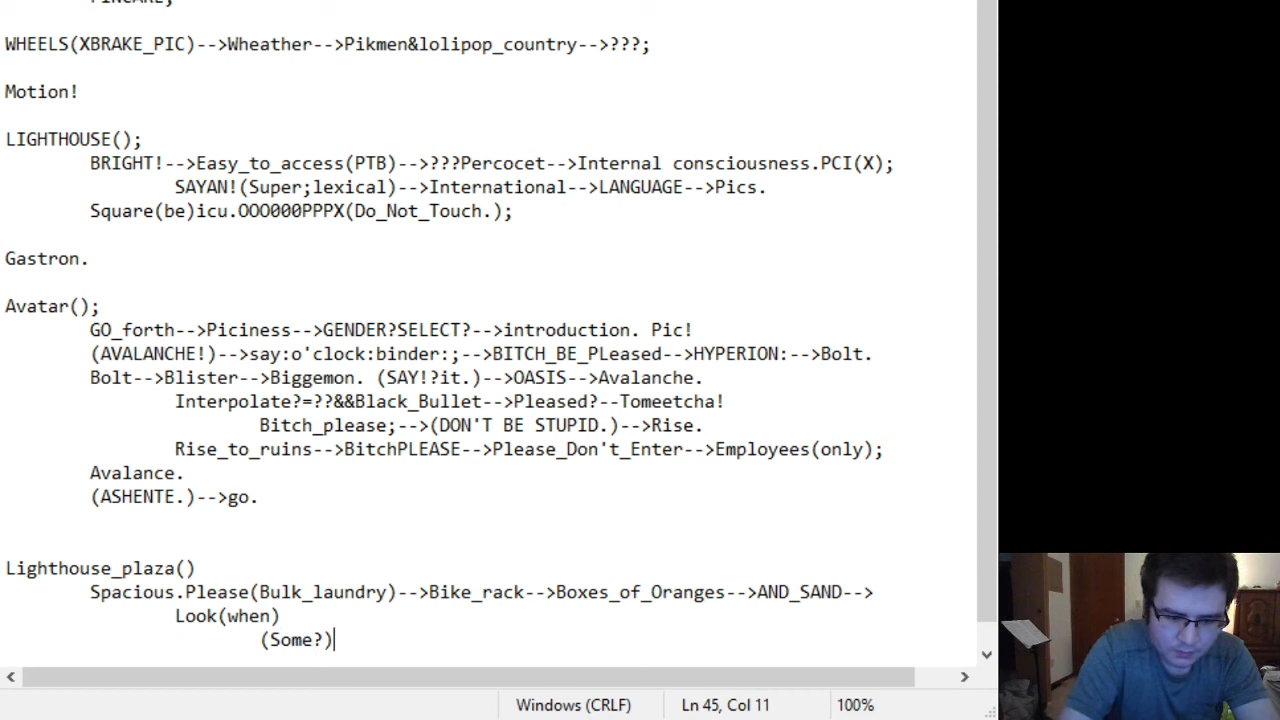 WHEELS(XBRAKE_PIC)-->Wheather-->Pikmen&lolipop_country-->???;
Motion!
LIGHTHOUSE();
BRIGHT!-->Easy_to_access(PTB)-->???Percocet-->Internal consciousness.PCI(X);
SAYAN!(Super;lexical)-->International-->LANGUAGE-->Pics.
Square(be)icu.OOO000PPPX(Do_Not_Touch.);
Gastron.
Avatar();
GO_forth-->Piciness-->GENDER?SELECT?-->introduction. Pic!
(AVALANCHE!)-->say:o'clock:binder:;-->BITCH_BE_PLeased-->HYPERION:-->Bolt.
Bolt-->Blister-->Biggemon. (SAY!?it.)-->OASIS-->Avalanche.
Interpolate?=??&&Black_Bullet-->Pleased?--Tomeetcha!
Bitch_please;-->(DON'T BE STUPID.)-->Rise.
Rise_to_ruins-->BitchPLEASE-->Please_Don't_Enter-->Employees(only);
Avalance.
(ASHENTE.)-->go.
Lighthouse_plaza()
Spacious.Please(Bulk_laundry)-->Bike_rack-->Boxes_of_Oranges-->AND_SAND-->
Look(when)
(Some?)
Windows (CRLF) Ln 45, Col 11 100%